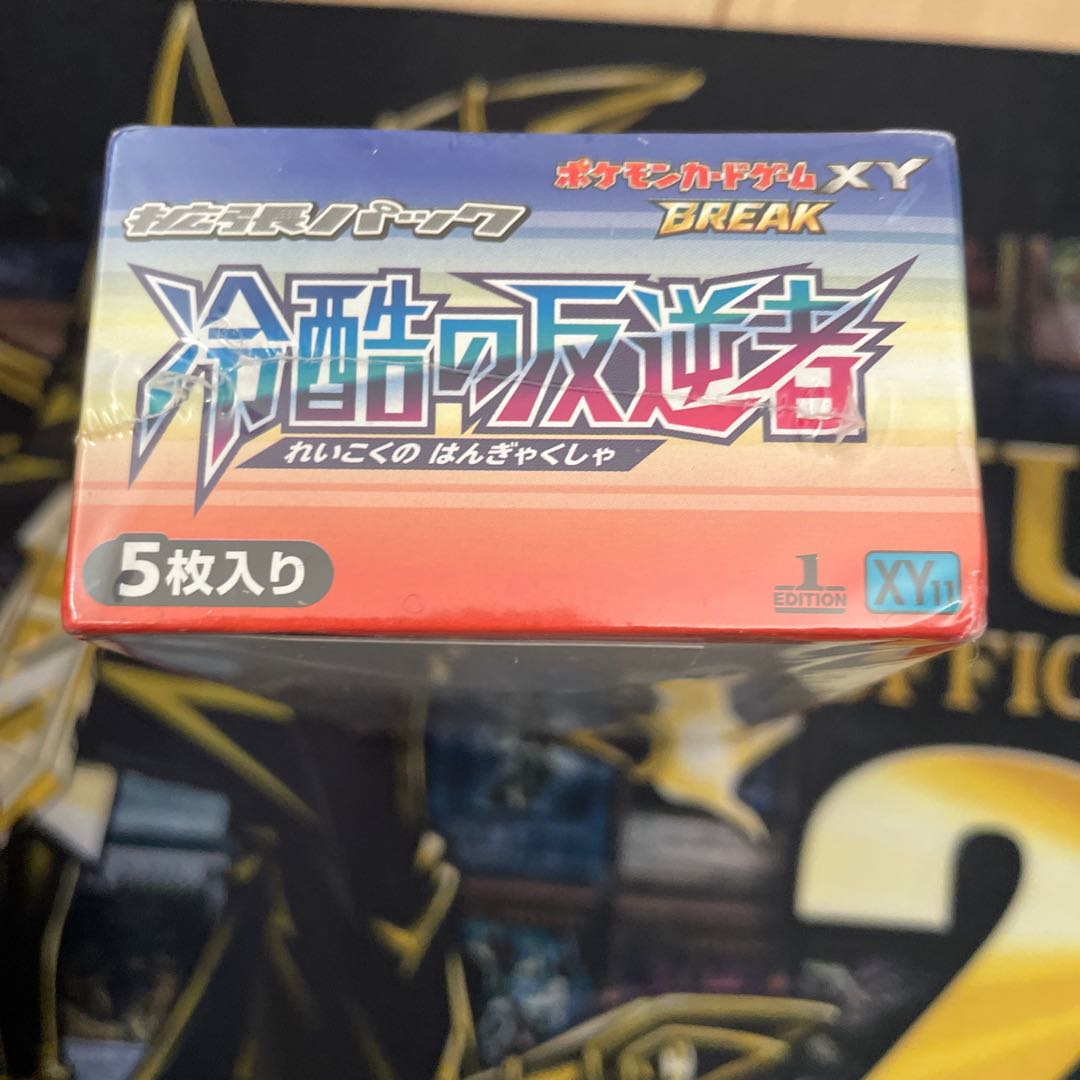 ポケモンカードゲーム XY
BREAK
拡張パック
冷酷の反逆者
れいこくの はんぎゃくしゃ
5枚入り
1
EDITION
XY11
2